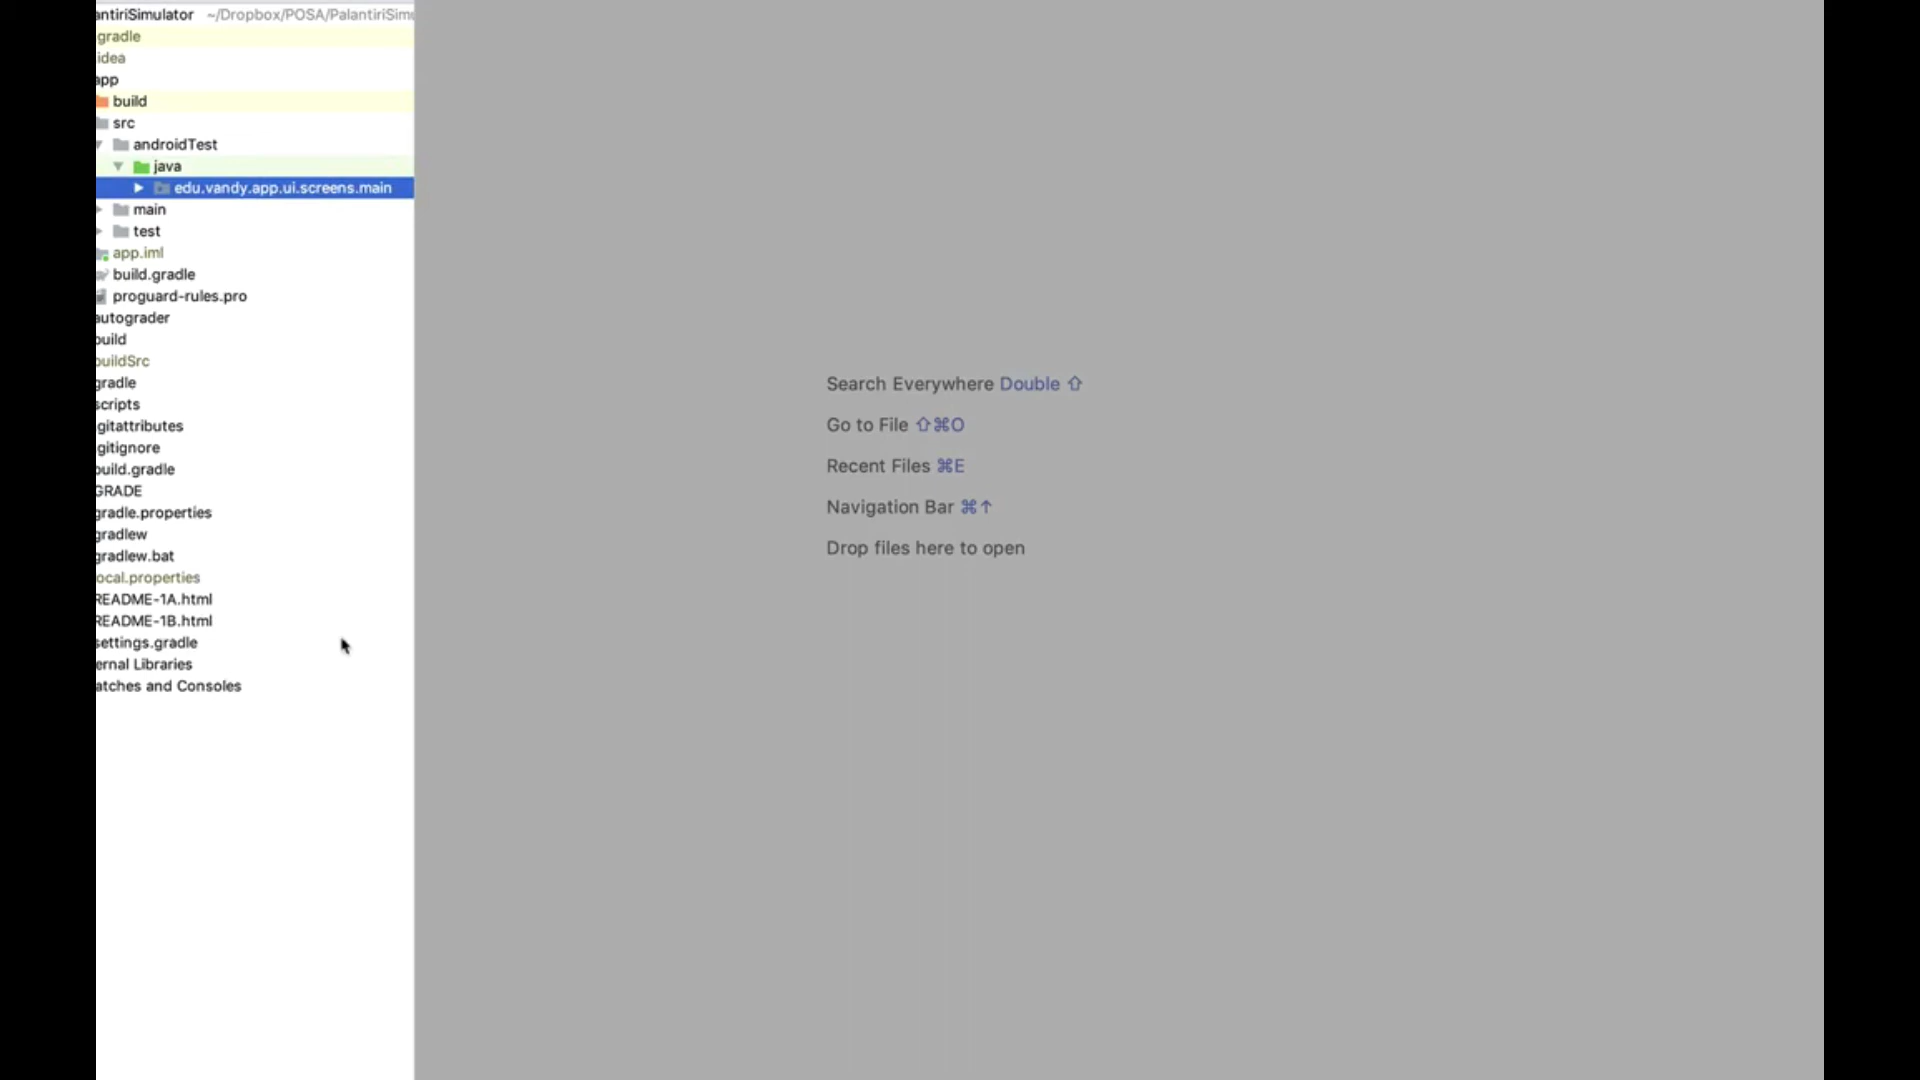 antiriSimulator ~/Dropbox/POSA/PalantiriSimu
gradle
idea
app
build
src
androidTest
java
edu.vandy.app.ui.screens.main
main
test
app.iml
build.gradle
proguard-rules.pro
autograder
build
buildSrc
gradle
scripts
gitattributes
gitignore
build.gradle
GRADE
gradle.properties
gradlew
gradlew.bat
ocal.properties
README-1A.html
README-1B.html
settings.gradle
ernal Libraries
atches and Consoles
Search Everywhere Double ⇧
Go to File ⇧⌘O
Recent Files ⌘E
Navigation Bar ⌘↑
Drop files here to open